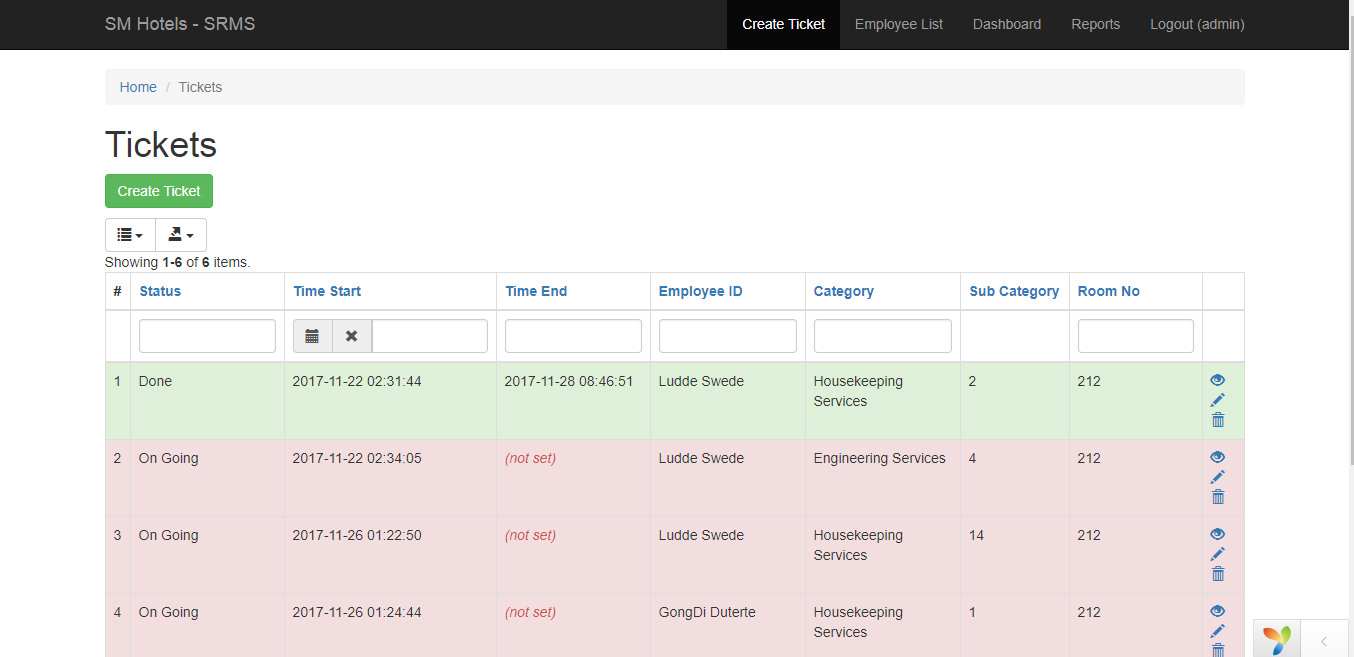 SM Hotels - SRMS
Create Ticket Employee List Dashboard Reports Logout (admin)
Home / Tickets
Tickets
Create Ticket
Showing 1-6 of 6 items.
# Status Time Start Time End Employee ID Category Sub Category Room No
1 Done 2017-11-22 02:31:44 2017-11-28 08:46:51 Ludde Swede Housekeeping Services 2 212
2 On Going 2017-11-22 02:34:05 (not set) Ludde Swede Engineering Services 4 212
3 On Going 2017-11-26 01:22:50 (not set) Ludde Swede Housekeeping Services 14 212
4 On Going 2017-11-26 01:24:44 (not set) GongDi Duterte Housekeeping Services 1 212